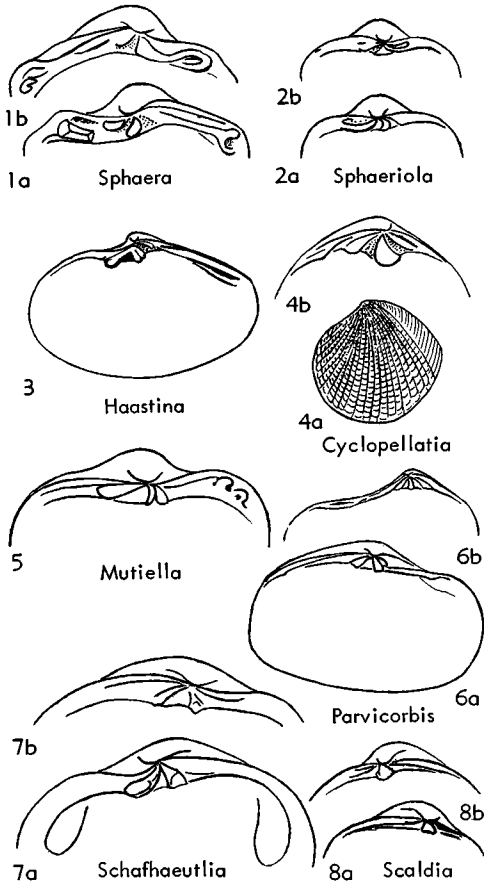 1b
1a Sphaera
2b
2a Sphaeriola
3
Haastina
4b
4a
Cyclopellatia
5
Mutiella
6b
6a
Parvicorbis
7b
7a Schafhaeutlia
8b
8a Scaldia